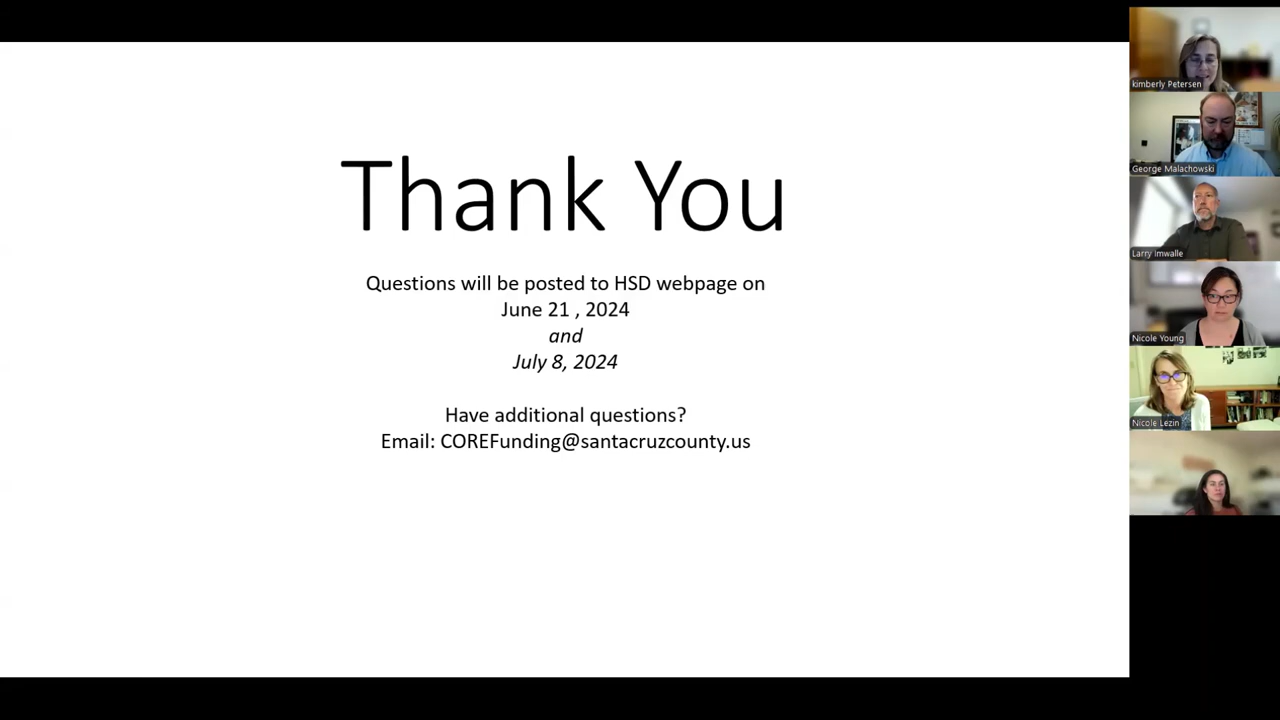 Thank You
Questions will be posted to HSD webpage on
June 21 , 2024
and
July 8, 2024
Have additional questions?
Email: COREFunding@santacruzcounty.us
kimberly Petersen
George Malachowski
Larry Imwalle
Nicole Young
Nicole Lezin